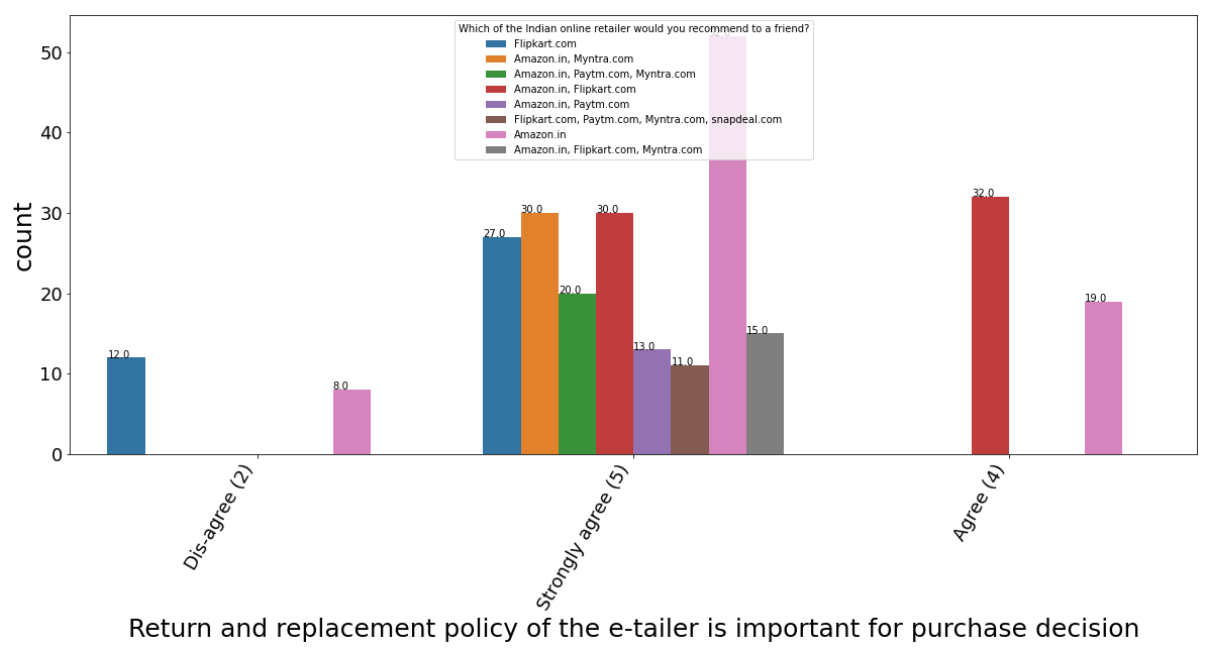 Which of the Indian online retailer would you recommend to a friend?
Flipkart.com
Amazon.in, Myntra.com
Amazon.in, Paytm.com, Myntra.com
Amazon.in, Flipkart.com
Amazon.in, Paytm.com
Flipkart.com, Paytm.com, Myntra.com, snapdeal.com
Amazon.in
Amazon.in, Flipkart.com, Myntra.com
50
40
30
20
10
0
count
12.0
8.0
27.0
30.0
20.0
30.0
13.0
11.0
15.0
32.0
19.0
Dis-agree (2)
Strongly agree (5)
Agree (4)
Return and replacement policy of the e-tailer is important for purchase decision